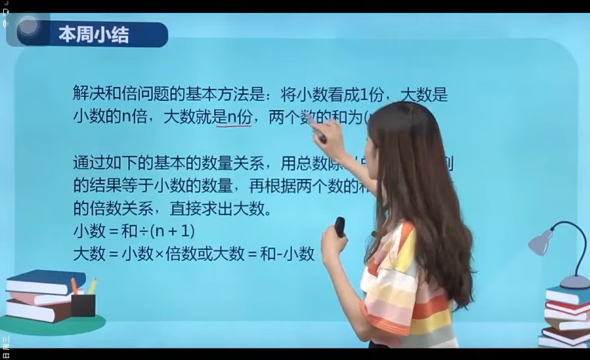 本周小结
解决和倍问题的基本方法是：将小数看成1份，大数是
小数的n倍，大数就是n份，两个数的和为(
通过如下的基本的数量关系，用总数除以
的结果等于小数的数量，再根据两个数的和
的倍数关系，直接求出大数。
小数＝和÷(n＋1)
大数＝小数×倍数或大数＝和-小数